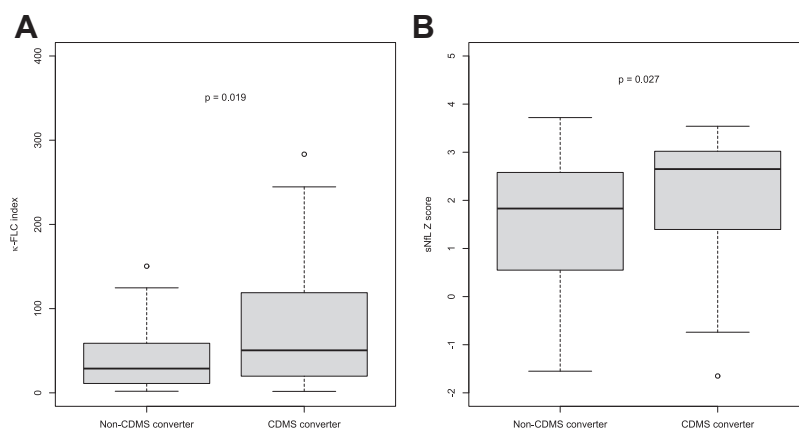 A
400
300
200
100
0
κ-FLC index
p = 0.019
Non-CDMS converter
CDMS converter
B
5
4
3
2
1
0
-1
-2
sNfL Z score
p = 0.027
Non-CDMS converter
CDMS converter